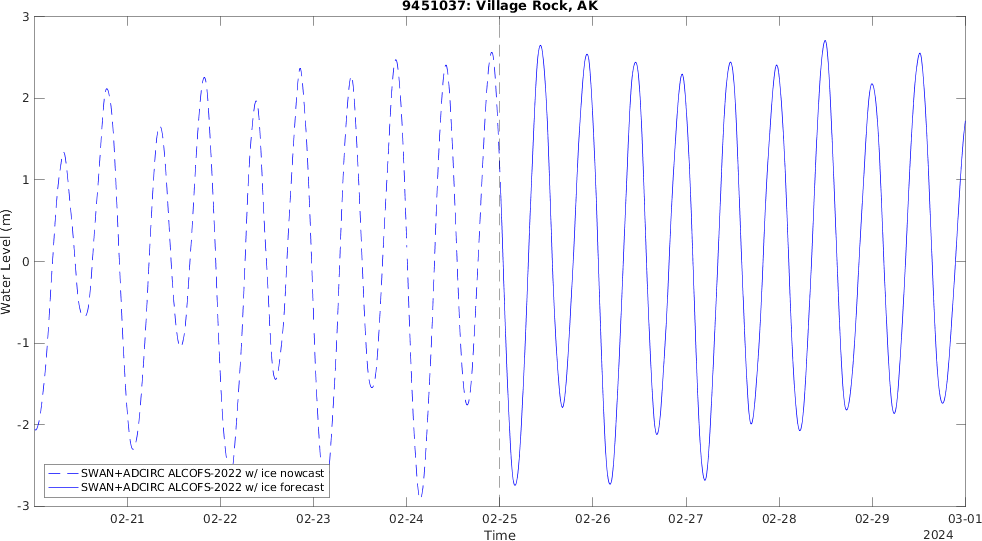 9451037: Village Rock, AK
3
2
1
0
-1
-2
-3
Water Level (m)
SWAN+ADCIRC ALCOFS-2022 w/ ice nowcast
SWAN+ADCIRC ALCOFS-2022 w/ ice forecast
02-21 02-22 02-23 02-24 02-25 02-26 02-27 02-28 02-29 03-01
Time
2024